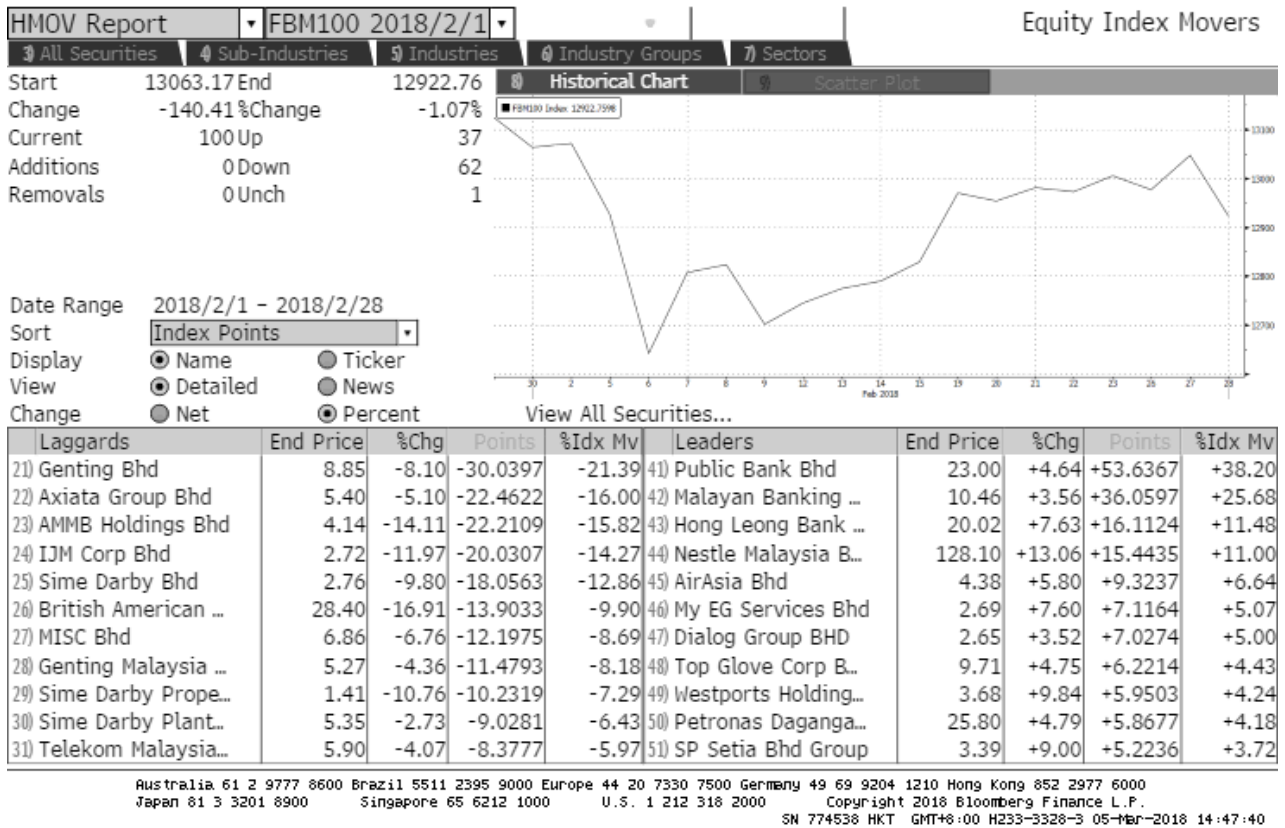 HMOV Report FBM100 2018/2/1 Equity Index Movers
3) All Securities 4) Sub-Industries 5) Industries 6) Industry Groups 7) Sectors
Start 13063.17 End 12922.76
Change -140.41 %Change -1.07%
Current 100 Up 37
Additions 0 Down 62
Removals 0 Unch 1
8) Historical Chart 9) Scatter Plot
FBM100 Index 12922.7598
13100
13000
12900
12800
12700
30 2 5 6 7 8 9 12 13 14 15 19 20 21 22 23 26 27 28
Feb 2018
Date Range 2018/2/1 - 2018/2/28
Sort Index Points
Display Name Ticker
View Detailed News
Change Net Percent View All Securities...
Laggards End Price %Chg Points %Idx Mv Leaders End Price %Chg Points %Idx Mv
21) Genting Bhd 8.85 -8.10 -30.0397 -21.39 41) Public Bank Bhd 23.00 +4.64 +53.6367 +38.20
22) Axiata Group Bhd 5.40 -5.10 -22.4622 -16.00 42) Malayan Banking ... 10.46 +3.56 +36.0597 +25.68
23) AMMB Holdings Bhd 4.14 -14.11 -22.2109 -15.82 43) Hong Leong Bank ... 20.02 +7.63 +16.1124 +11.48
24) IJM Corp Bhd 2.72 -11.97 -20.0307 -14.27 44) Nestle Malaysia B... 128.10 +13.06 +15.4435 +11.00
25) Sime Darby Bhd 2.76 -9.80 -18.0563 -12.86 45) AirAsia Bhd 4.38 +5.80 +9.3237 +6.64
26) British American ... 28.40 -16.91 -13.9033 -9.90 46) My EG Services Bhd 2.69 +7.60 +7.1164 +5.07
27) MISC Bhd 6.86 -6.76 -12.1975 -8.69 47) Dialog Group BHD 2.65 +3.52 +7.0274 +5.00
28) Genting Malaysia ... 5.27 -4.36 -11.4793 -8.18 48) Top Glove Corp B... 9.71 +4.75 +6.2214 +4.43
29) Sime Darby Prope... 1.41 -10.76 -10.2319 -7.29 49) Westports Holding... 3.68 +9.84 +5.9503 +4.24
30) Sime Darby Plant... 5.35 -2.73 -9.0281 -6.43 50) Petronas Daganga... 25.80 +4.79 +5.8677 +4.18
31) Telekom Malaysia... 5.90 -4.07 -8.3777 -5.97 51) SP Setia Bhd Group 3.39 +9.00 +5.2236 +3.72
Australia 61 2 9777 8600 Brazil 5511 2395 9000 Europe 44 20 7330 7500 Germany 49 69 9204 1210 Hong Kong 852 2977 6000
Japan 81 3 3201 8900 Singapore 65 6212 1000 U.S. 1 212 318 2000 Copyright 2018 Bloomberg Finance L.P.
SN 774538 HKT GMT+8:00 H233-3328-3 05-Mar-2018 14:47:40